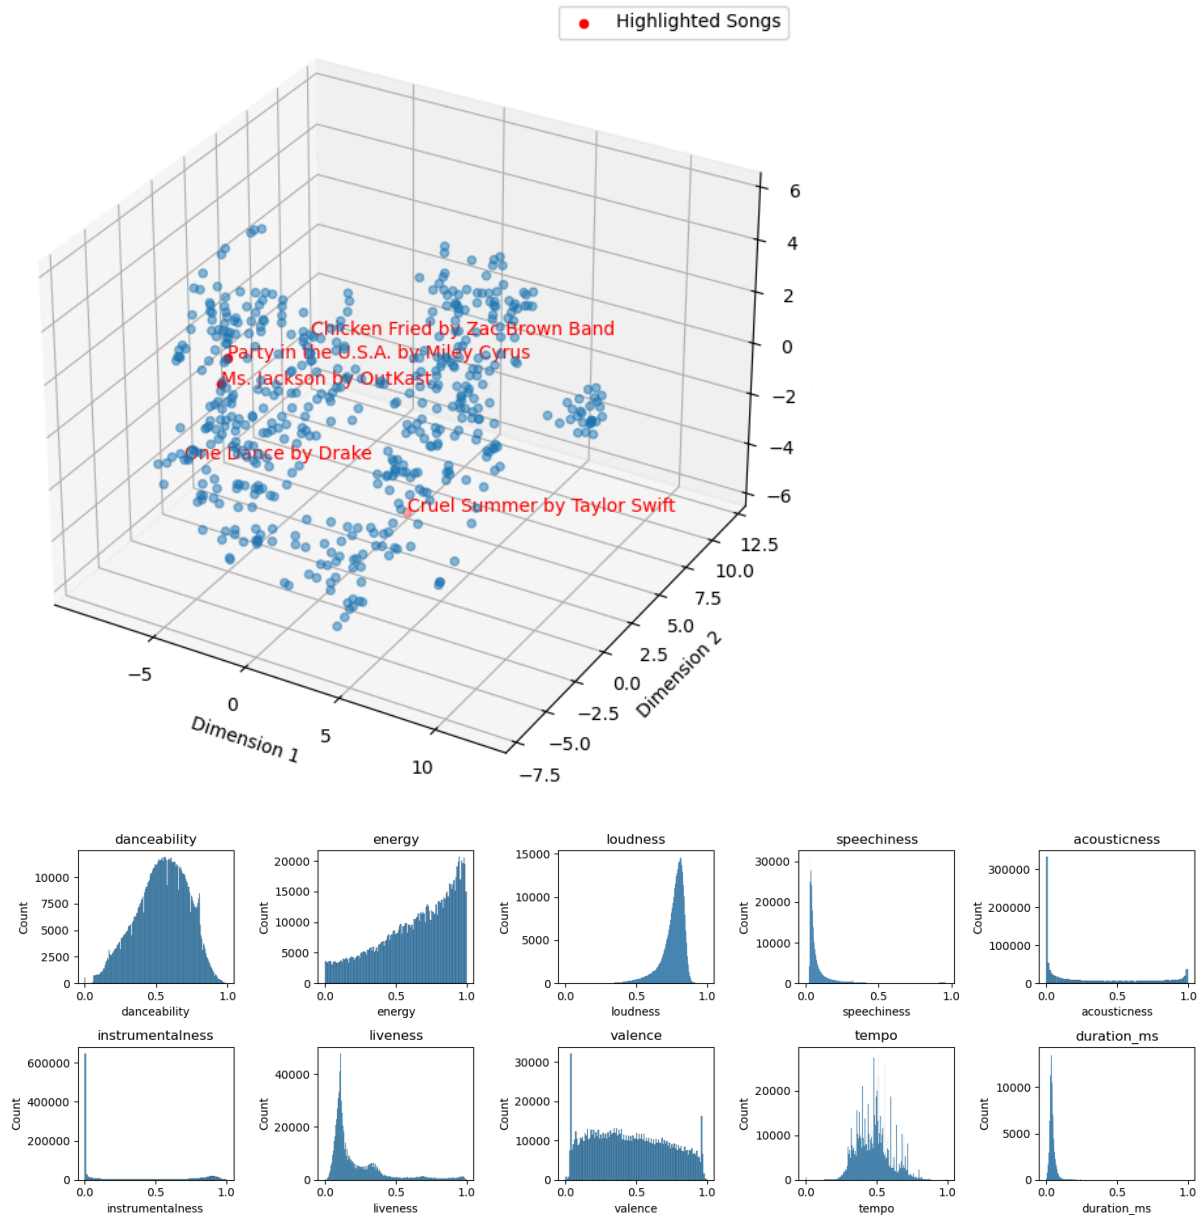 Highlighted Songs
6
4
2
0
−2
−4
−6
Chicken Fried by Zac Brown Band
Party in the U.S.A. by Miley Cyrus
Ms. Jackson by OutKast
One Dance by Drake
Cruel Summer by Taylor Swift
12.5
10.0
7.5
5.0
2.5
0.0
−2.5
−5.0
−7.5
Dimension 2
−5
0
5
10
Dimension 1
danceability
10000
7500
5000
2500
0
Count
0.0 0.5 1.0
danceability
energy
20000
15000
10000
5000
0
Count
0.0 0.5 1.0
energy
loudness
15000
10000
5000
0
Count
0.0 0.5 1.0
loudness
speechiness
30000
20000
10000
0
Count
0.0 0.5 1.0
speechiness
acousticness
300000
200000
100000
0
Count
0.0 0.5 1.0
acousticness
instrumentalness
600000
400000
200000
0
Count
0.0 0.5 1.0
instrumentalness
liveness
40000
20000
0
Count
0.0 0.5 1.0
liveness
valence
30000
20000
10000
0
Count
0.0 0.5 1.0
valence
tempo
20000
10000
0
Count
0.0 0.5 1.0
tempo
duration_ms
10000
5000
0
Count
0.0 0.5 1.0
duration_ms